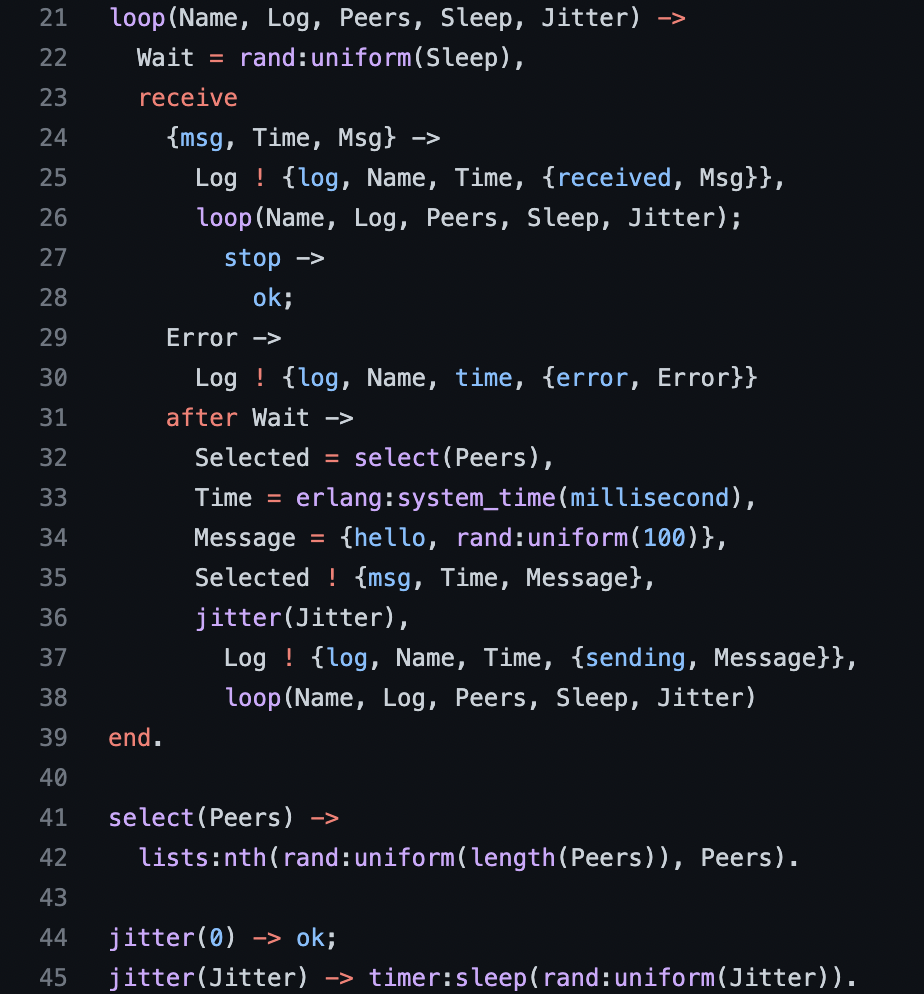 21 loop(Name, Log, Peers, Sleep, Jitter) ->
22   Wait = rand:uniform(Sleep),
23   receive
24     {msg, Time, Msg} ->
25       Log ! {log, Name, Time, {received, Msg}},
26       loop(Name, Log, Peers, Sleep, Jitter);
27         stop ->
28           ok;
29     Error ->
30       Log ! {log, Name, time, {error, Error}}
31     after Wait ->
32       Selected = select(Peers),
33       Time = erlang:system_time(millisecond),
34       Message = {hello, rand:uniform(100)},
35       Selected ! {msg, Time, Message},
36       jitter(Jitter),
37         Log ! {log, Name, Time, {sending, Message}},
38         loop(Name, Log, Peers, Sleep, Jitter)
39 end.
40
41 select(Peers) ->
42   lists:nth(rand:uniform(length(Peers)), Peers).
43
44 jitter(0) -> ok;
45 jitter(Jitter) -> timer:sleep(rand:uniform(Jitter)).